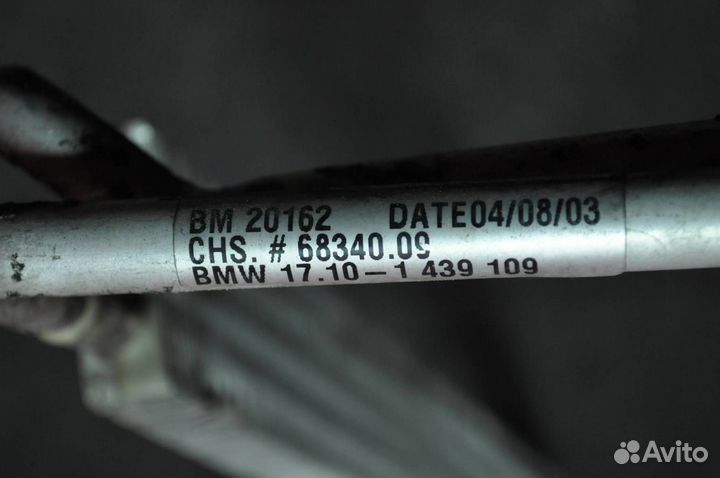 BM 20162 DATE04/08/03
CHS. # 68340.09
BMW 17.10-1 439 109
Avito